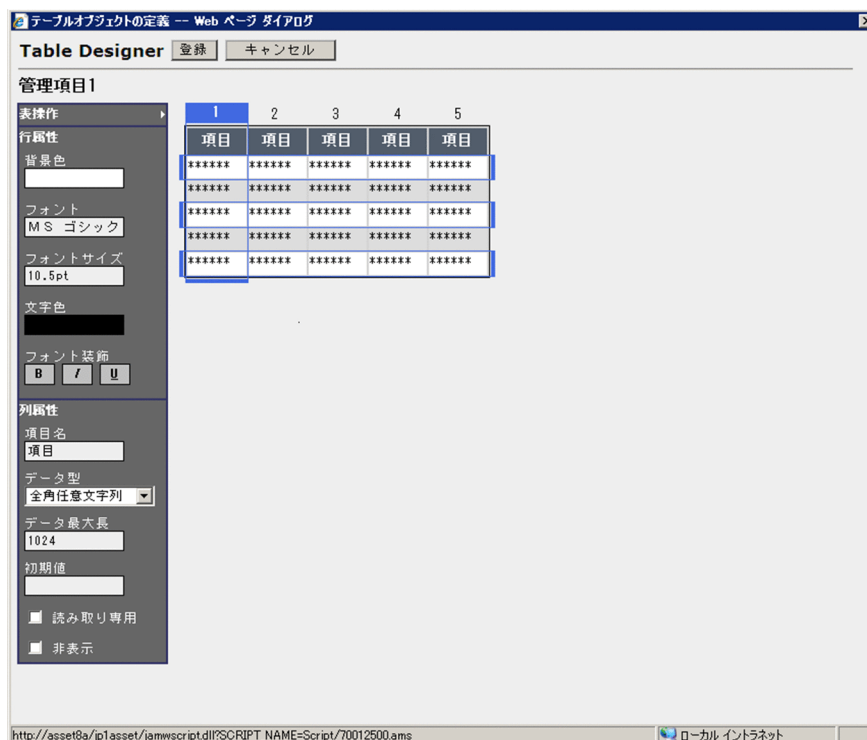 テーブルオブジェクトの定義 -- Web ページ ダイアログ
Table Designer 登録 キャンセル
管理項目1
表操作
行属性
背景色
フォント
ＭＳ ゴシック
フォントサイズ
10.5pt
文字色
フォント装飾
B I U
列属性
項目名
項目
データ型
全角任意文字列
データ最大長
1024
初期値
読み取り専用
非表示
1 2 3 4 5
項目 項目 項目 項目 項目
****** ****** ****** ****** ******
****** ****** ****** ****** ******
****** ****** ****** ****** ******
****** ****** ****** ****** ******
****** ****** ****** ****** ******
http://asset8a/jp1asset/jamwscript.dll?SCRIPT_NAME=Script/70012500.ams ローカル イントラネット